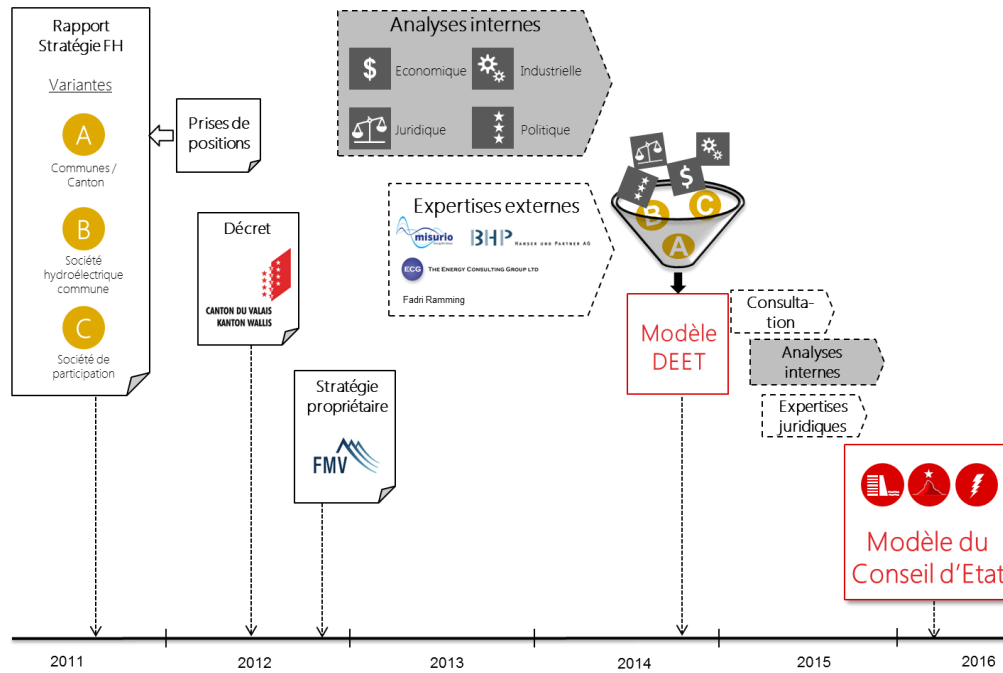 Rapport
Stratégie FH
Variantes
A
Communes /
Canton
B
Société
hydroélectrique
commune
C
Société de
participation
Prises de
positions
Décret
CANTON DU VALAIS
KANTON WALLIS
Stratégie
propriétaire
FMV
Analyses internes
$ Economique
Industrielle
Juridique
Politique
Expertises externes
misurio
BHP HANSER UND PARTNER AG
ECG THE ENERGY CONSULTING GROUP LTD
Fadri Ramming
$
B
C
A
Modèle
DEET
Consulta-
tion
Analyses
internes
Expertises
juridiques
Modèle du
Conseil d'Etat
2011
2012
2013
2014
2015
2016